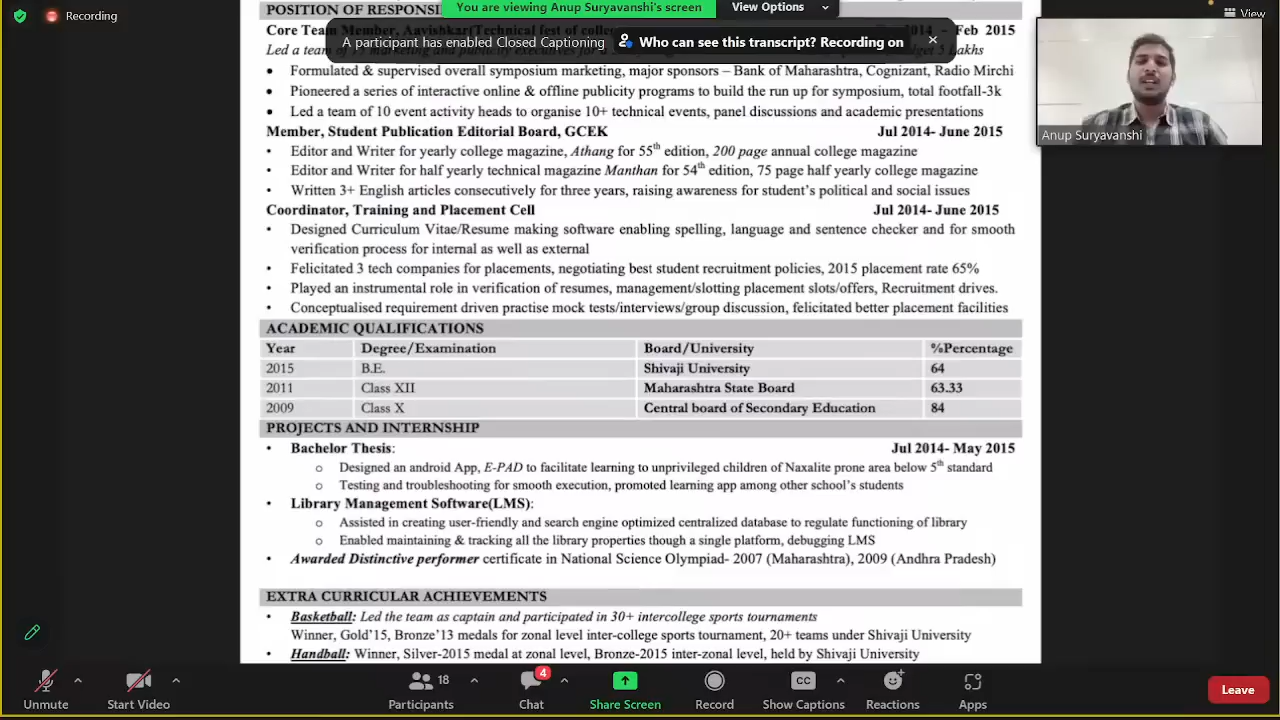 Recording
You are viewing Anup Suryavanshi's screen
View Options
View
A participant has enabled Closed Captioning
Who can see this transcript? Recording on
Anup Suryavanshi
POSITION OF RESPONSI
Core Team Member, Aavishkar(Technical fest of college
2014 - Feb 2015
Led a team of marketing and publicity executives for
budget 5 Lakhs
• Formulated & supervised overall symposium marketing, major sponsors – Bank of Maharashtra, Cognizant, Radio Mirchi
• Pioneered a series of interactive online & offline publicity programs to build the run up for symposium, total footfall-3k
• Led a team of 10 event activity heads to organise 10+ technical events, panel discussions and academic presentations
Member, Student Publication Editorial Board, GCEK Jul 2014- June 2015
• Editor and Writer for yearly college magazine, Athang for 55th edition, 200 page annual college magazine
• Editor and Writer for half yearly technical magazine Manthan for 54th edition, 75 page half yearly college magazine
• Written 3+ English articles consecutively for three years, raising awareness for student's political and social issues
Coordinator, Training and Placement Cell Jul 2014- June 2015
• Designed Curriculum Vitae/Resume making software enabling spelling, language and sentence checker and for smooth
verification process for internal as well as external
• Felicitated 3 tech companies for placements, negotiating best student recruitment policies, 2015 placement rate 65%
• Played an instrumental role in verification of resumes, management/slotting placement slots/offers, Recruitment drives.
• Conceptualised requirement driven practise mock tests/interviews/group discussion, felicitated better placement facilities
ACADEMIC QUALIFICATIONS
Year Degree/Examination Board/University %Percentage
2015 B.E. Shivaji University 64
2011 Class XII Maharashtra State Board 63.33
2009 Class X Central board of Secondary Education 84
PROJECTS AND INTERNSHIP
• Bachelor Thesis: Jul 2014- May 2015
o Designed an android App, E-PAD to facilitate learning to unprivileged children of Naxalite prone area below 5th standard
o Testing and troubleshooting for smooth execution, promoted learning app among other school's students
• Library Management Software(LMS):
o Assisted in creating user-friendly and search engine optimized centralized database to regulate functioning of library
o Enabled maintaining & tracking all the library properties though a single platform, debugging LMS
• Awarded Distinctive performer certificate in National Science Olympiad- 2007 (Maharashtra), 2009 (Andhra Pradesh)
EXTRA CURRICULAR ACHIEVEMENTS
• Basketball: Led the team as captain and participated in 30+ intercollege sports tournaments
Winner, Gold'15, Bronze'13 medals for zonal level inter-college sports tournament, 20+ teams under Shivaji University
• Handball: Winner, Silver-2015 medal at zonal level, Bronze-2015 inter-zonal level, held by Shivaji University
18
4
CC
Unmute
Start Video
Participants
Chat
Share Screen
Record
Show Captions
Reactions
Apps
Leave